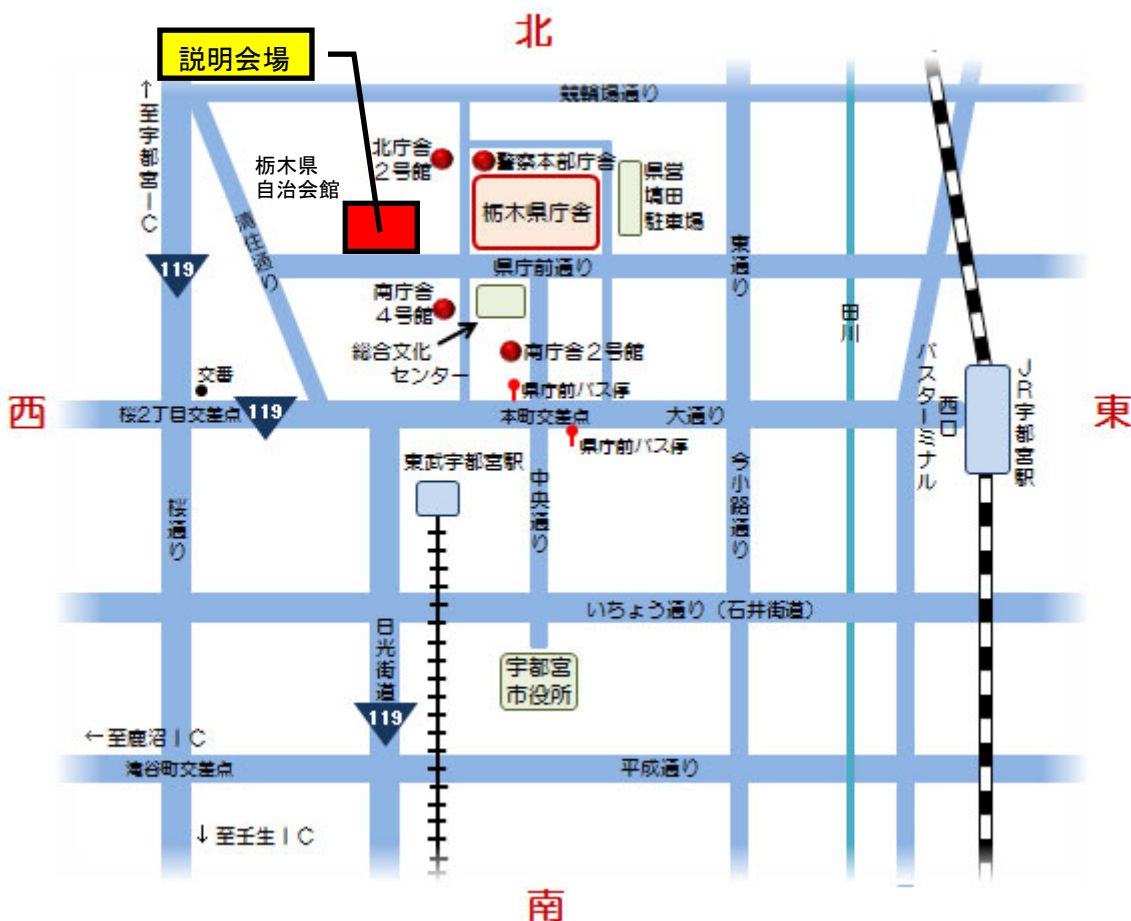 北
説明会場
競輪場通り
↑至宇都宮IC
北庁舎
2号館
警察本部庁舎
栃木県
自治会館
栃木県庁舎
県営
塙田
駐車場
清住通り
東通り
119
県庁前通り
南庁舎
4号館
田川
総合文化
センター
南庁舎2号館
交番
県庁前バス停
西
桜2丁目交差点
119
本町交差点
大通り
バスターミナル
西口
JR宇都宮駅
東
県庁前バス停
東武宇都宮駅
桜通り
中央通り
今小路通り
いちょう通り（石井街道）
日光街道
宇都宮
市役所
119
←至鹿沼IC
滝谷町交差点
平成通り
↓至壬生IC
南